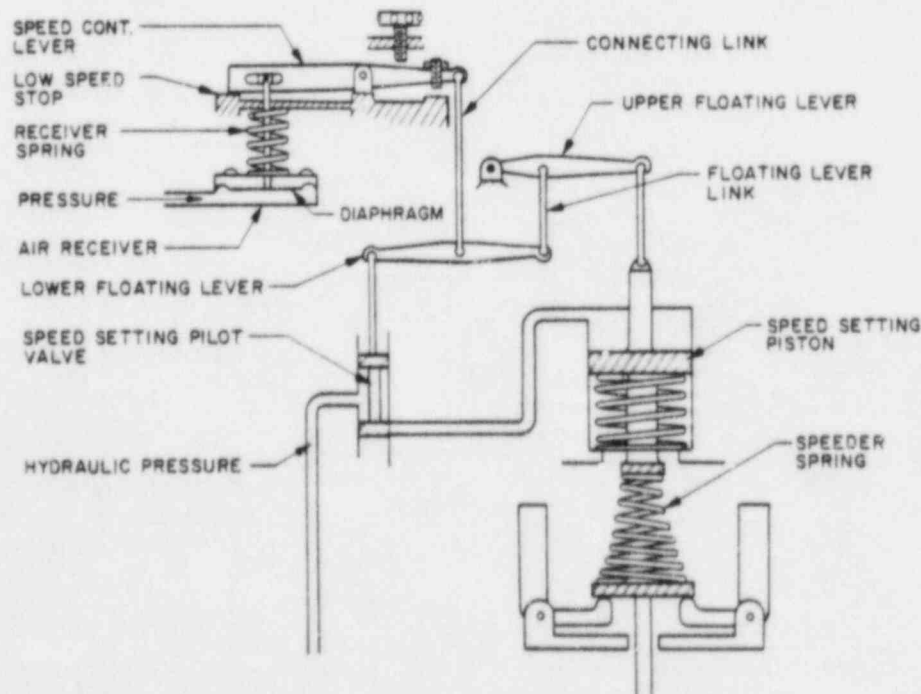 SPEED CONT.
LEVER
LOW SPEED
STOP
RECEIVER
SPRING
PRESSURE
DIAPHRAGM
AIR RECEIVER
LOWER FLOATING LEVER
SPEED SETTING PILOT
VALVE
HYDRAULIC PRESSURE
CONNECTING LINK
UPPER FLOATING LEVER
FLOATING LEVER
LINK
SPEED SETTING
PISTON
SPEEDER
SPRING